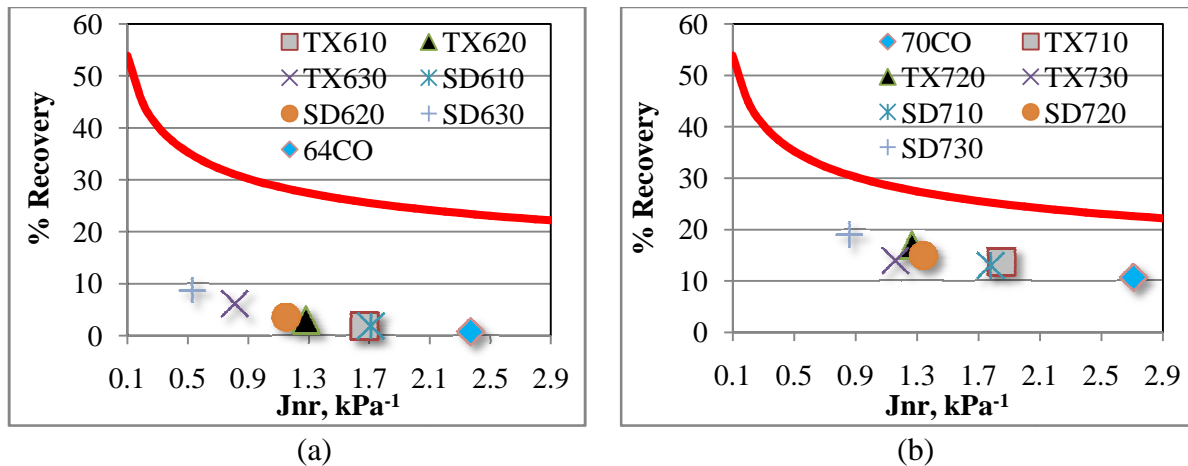 60
50
40
30
20
10
0
% Recovery
TX610 TX620
TX630 SD610
SD620 SD630
64CO
0.1 0.5 0.9 1.3 1.7 2.1 2.5 2.9
Jnr, kPa-1
(a)
60
50
40
30
20
10
0
% Recovery
70CO TX710
TX720 TX730
SD710 SD720
SD730
0.1 0.5 0.9 1.3 1.7 2.1 2.5 2.9
Jnr, kPa-1
(b)